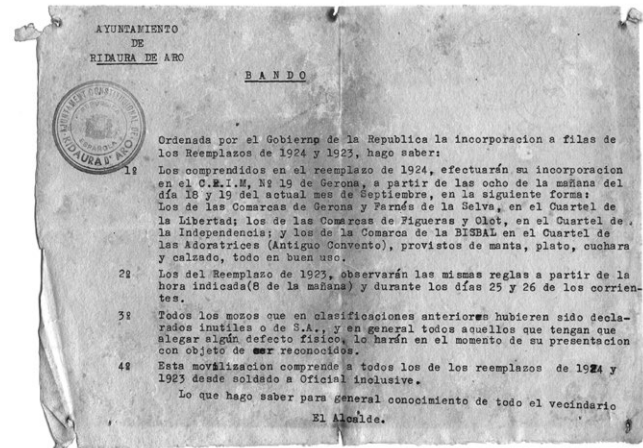 AYUNTAMIENTO
DE
RIDAURA DE ARO
BANDO
Ordenada por el Gobierno de la Republica la incorporacion a filas de
los Reemplazos de 1924 y 1923, hago saber:
1º Los comprendidos en el reemplazo de 1924, efectuarán su incorporacion
en el C.R.I.M, Nº 19 de Gerona, a partir de las ocho de la mañana del
día 18 y 19 del actual mes de Septiembre, en la siguiente forma:
Los de las Comarcas de Gerona y Farnés de la Selva, en el Cuartel de
la Libertad; los de las Comarcas de Figueras y Olot, en el Cuartel de
la Independencia; y los de la Comarca de la BISBAL en el Cuartel de
las Adoratrices (Antiguo Convento), provistos de manta, plato, cuchara
y calzado, todo en buen uso.
2º Los del Reemplazo de 1923, observarán las mismas reglas a partir de la
hora indicada(8 de la mañana) y durante los días 25 y 26 de los corrien-
tes.
3º Todos los mozos que en clasificaciones anteriores hubieren sido decla-
rados inutiles o de S.A., y en general todos aquellos que tengan que
alegar algún defecto fisico, lo harán en el momento de su presentacion
con objeto de ser reconocidos.
4º Esta movilizacion comprende a todos los de los reemplazos de 1924 y
1923 desde soldado a Oficial inclusive.
Lo que hago saber para general conocimiento de todo el vecindario
El Alcalde.
RIDAURA D' ARO